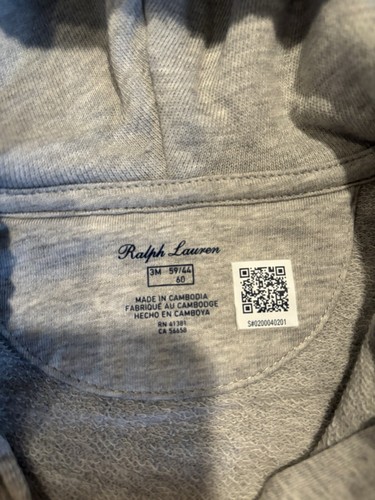 Ralph Lauren
3M 59/44
60
MADE IN CAMBODIA
FABRIQUÉ AU CAMBODGE
HECHO EN CAMBOYA
RN 41381
CA 56658
S#0200040201